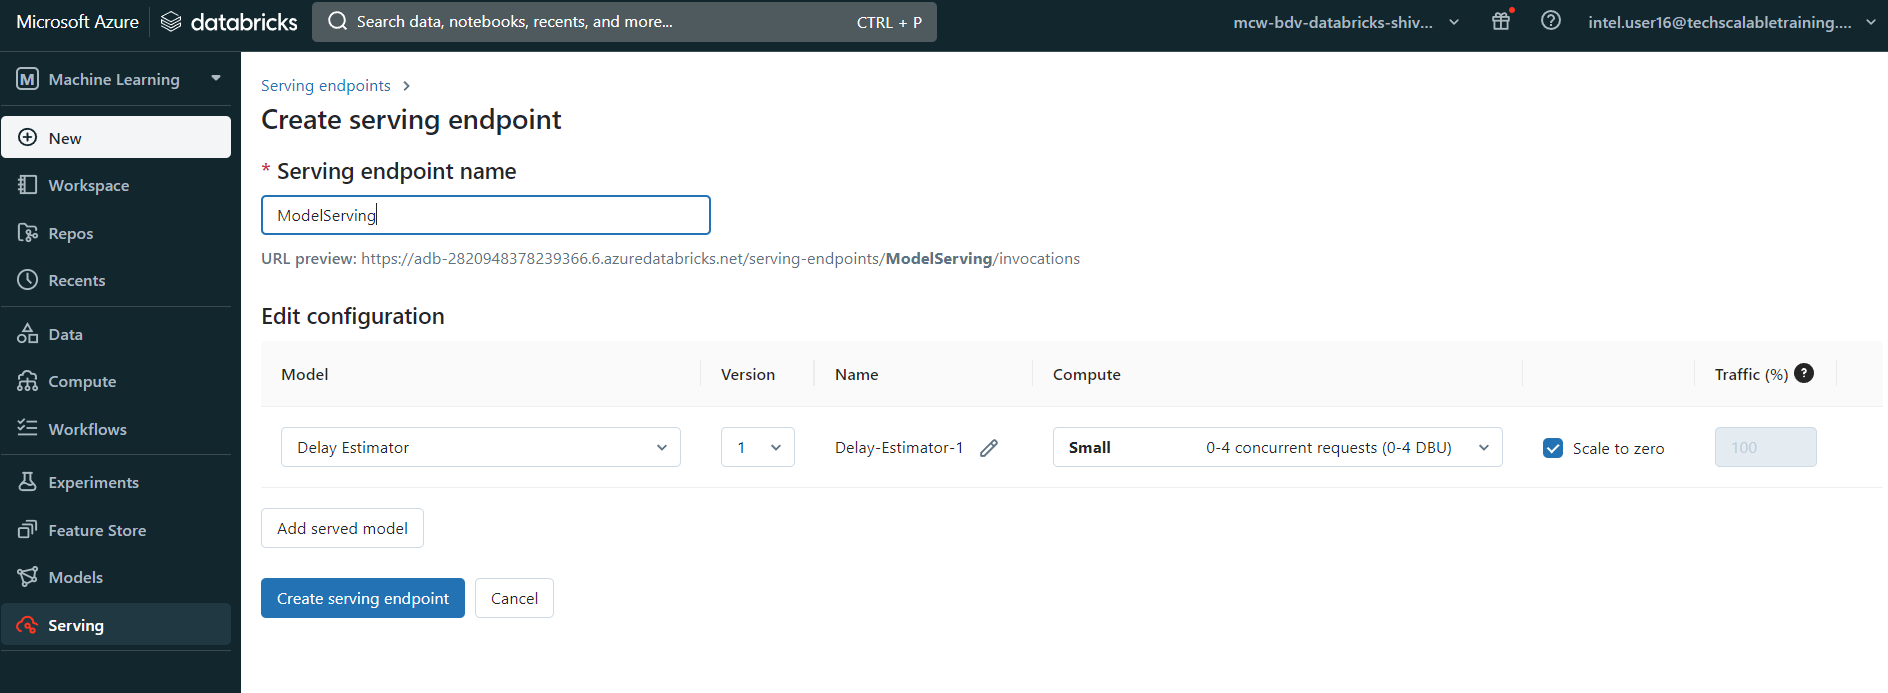 Microsoft Azure databricks Search data, notebooks, recents, and more... CTRL + P mcw-bdv-databricks-shiv... intel.user16@techscalabletraining....
M Machine Learning
New
Workspace
Repos
Recents
Data
Compute
Workflows
Experiments
Feature Store
Models
Serving
Serving endpoints
Create serving endpoint
* Serving endpoint name
ModelServing
URL preview: https://adb-2820948378239366.6.azuredatabricks.net/serving-endpoints/ModelServing/invocations
Edit configuration
Model Version Name Compute Traffic (%) ?
Delay Estimator 1 Delay-Estimator-1 Small 0-4 concurrent requests (0-4 DBU) Scale to zero 100
Add served model
Create serving endpoint Cancel